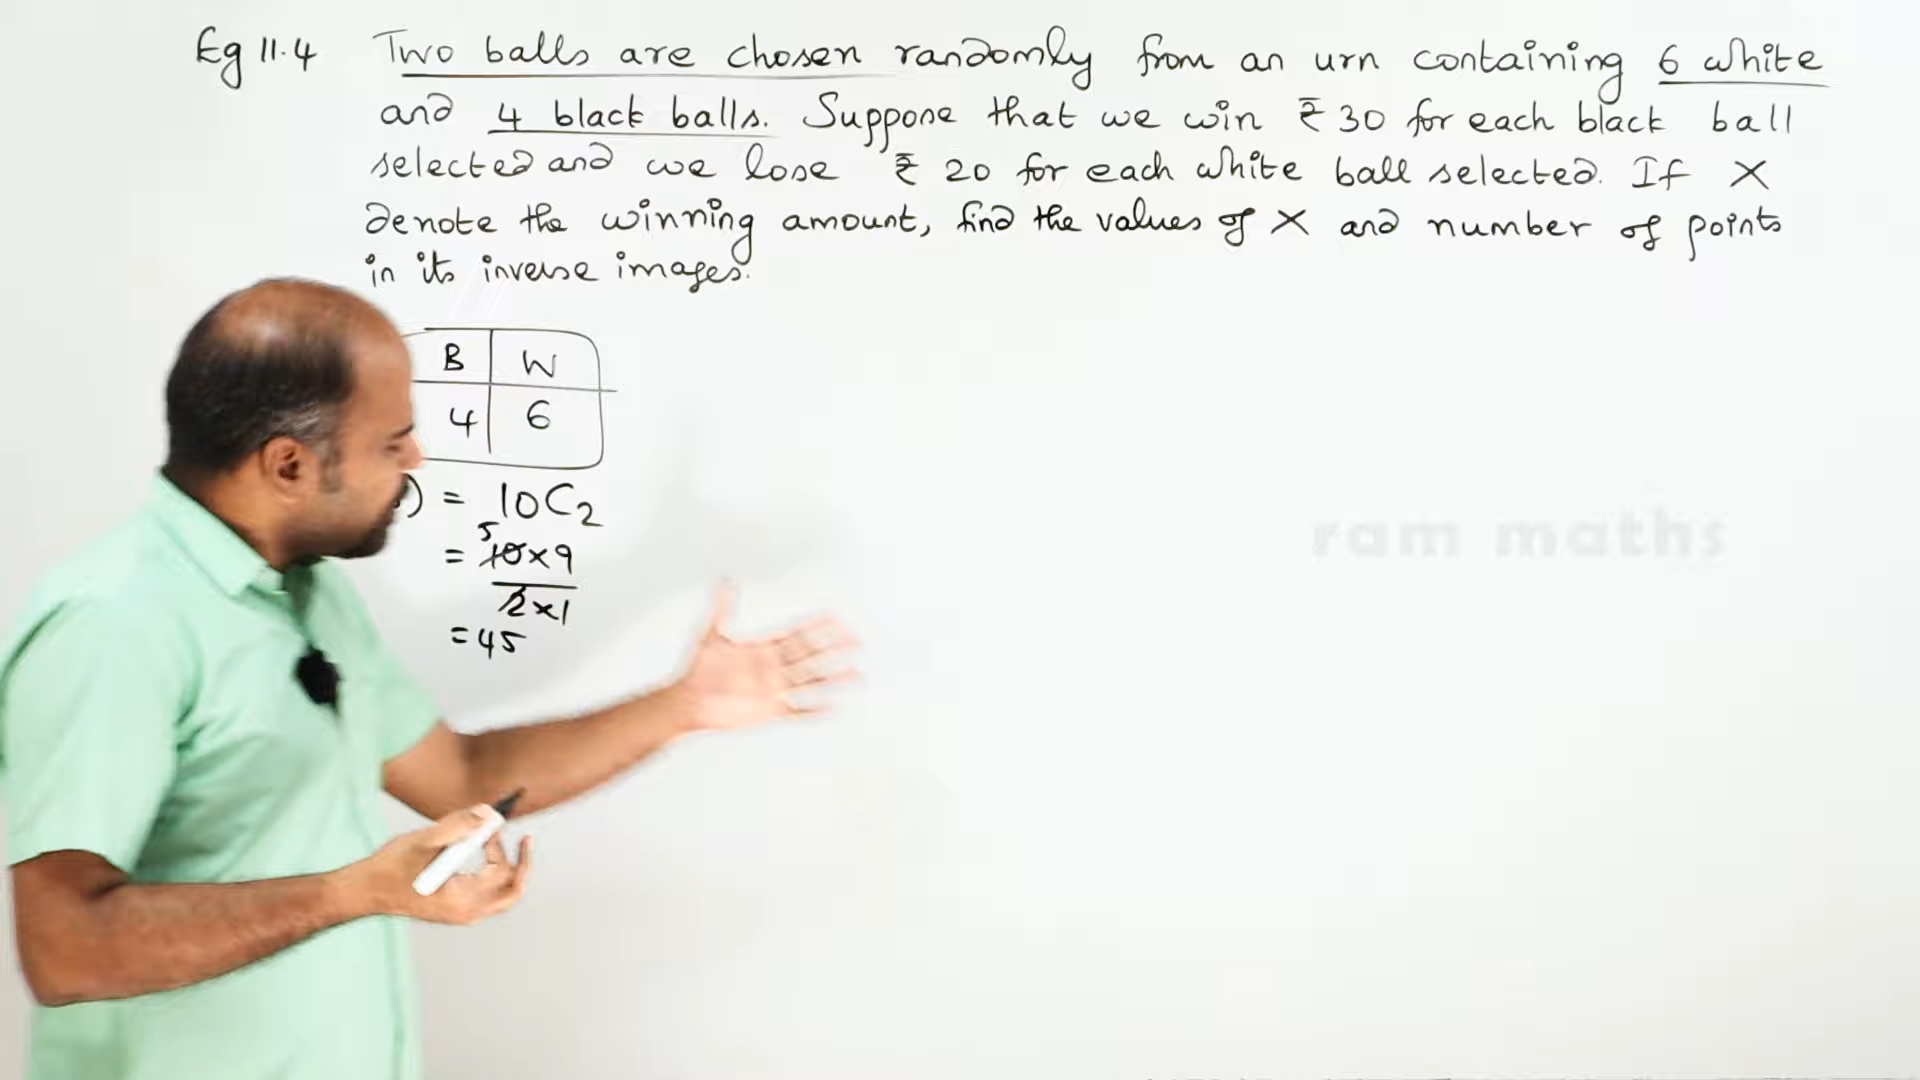 Eg 11.4 Two balls are chosen randomly from an urn containing 6 white
and 4 black balls. Suppose that we win ₹ 30 for each black ball
selected and we lose ₹ 20 for each white ball selected. If X
denote the winning amount, find the values of X and number of points
in its inverse images.
B W
4 6
) = 10C2
5
= 10×9
2×1
= 45
ram maths